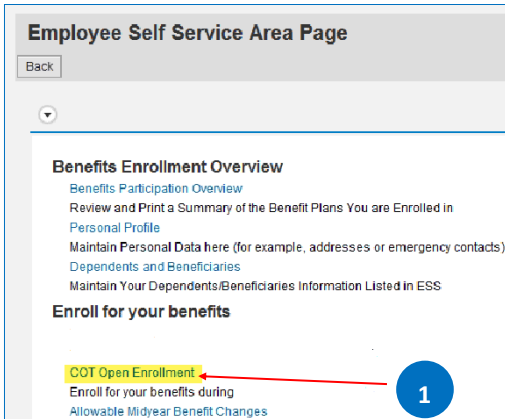 Employee Self Service Area Page
Back
Benefits Enrollment Overview
Benefits Participation Overview
Review and Print a Summary of the Benefit Plans You are Enrolled in
Personal Profile
Maintain Personal Data here (for example, addresses or emergency contacts)
Dependents and Beneficiaries
Maintain Your Dependents/Beneficiaries Information Listed in ESS
Enroll for your benefits
COT Open Enrollment
Enroll for your benefits during
Allowable Midyear Benefit Changes
1